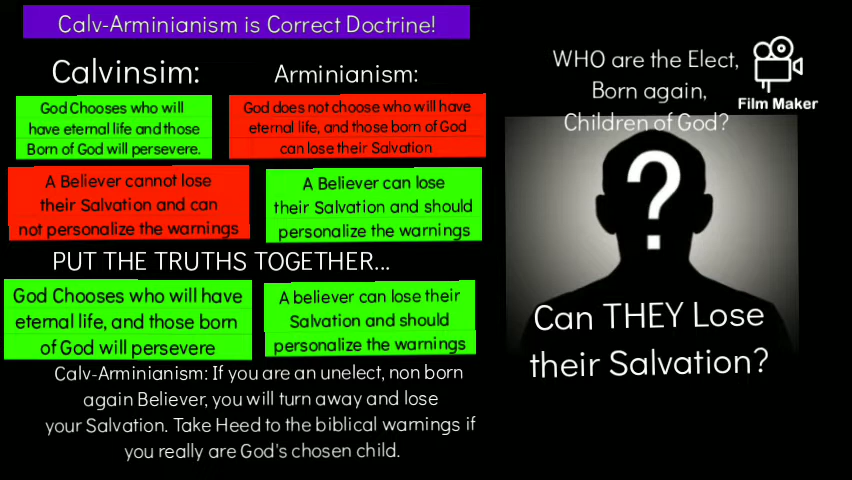 Calv-Arminianism is Correct Doctrine!
Calvinsim:
God Chooses who will
have eternal life and those
Born of God will persevere.
Arminianism:
God does not choose who will have
eternal life, and those born of God
can lose their Salvation
A Believer cannot lose
their Salvation and can
not personalize the warnings
A Believer can lose
their Salvation and should
personalize the warnings
PUT THE TRUTHS TOGETHER...
God Chooses who will have
eternal life, and those born
of God will persevere
A believer can lose their
Salvation and should
personalize the warnings
Calv-Arminianism: If you are an unelect, non born
again Believer, you will turn away and lose
your Salvation. Take Heed to the biblical warnings if
you really are God's chosen child.
WHO are the Elect,
Born again,
Children of God?
Film Maker
?
Can THEY Lose
their Salvation?